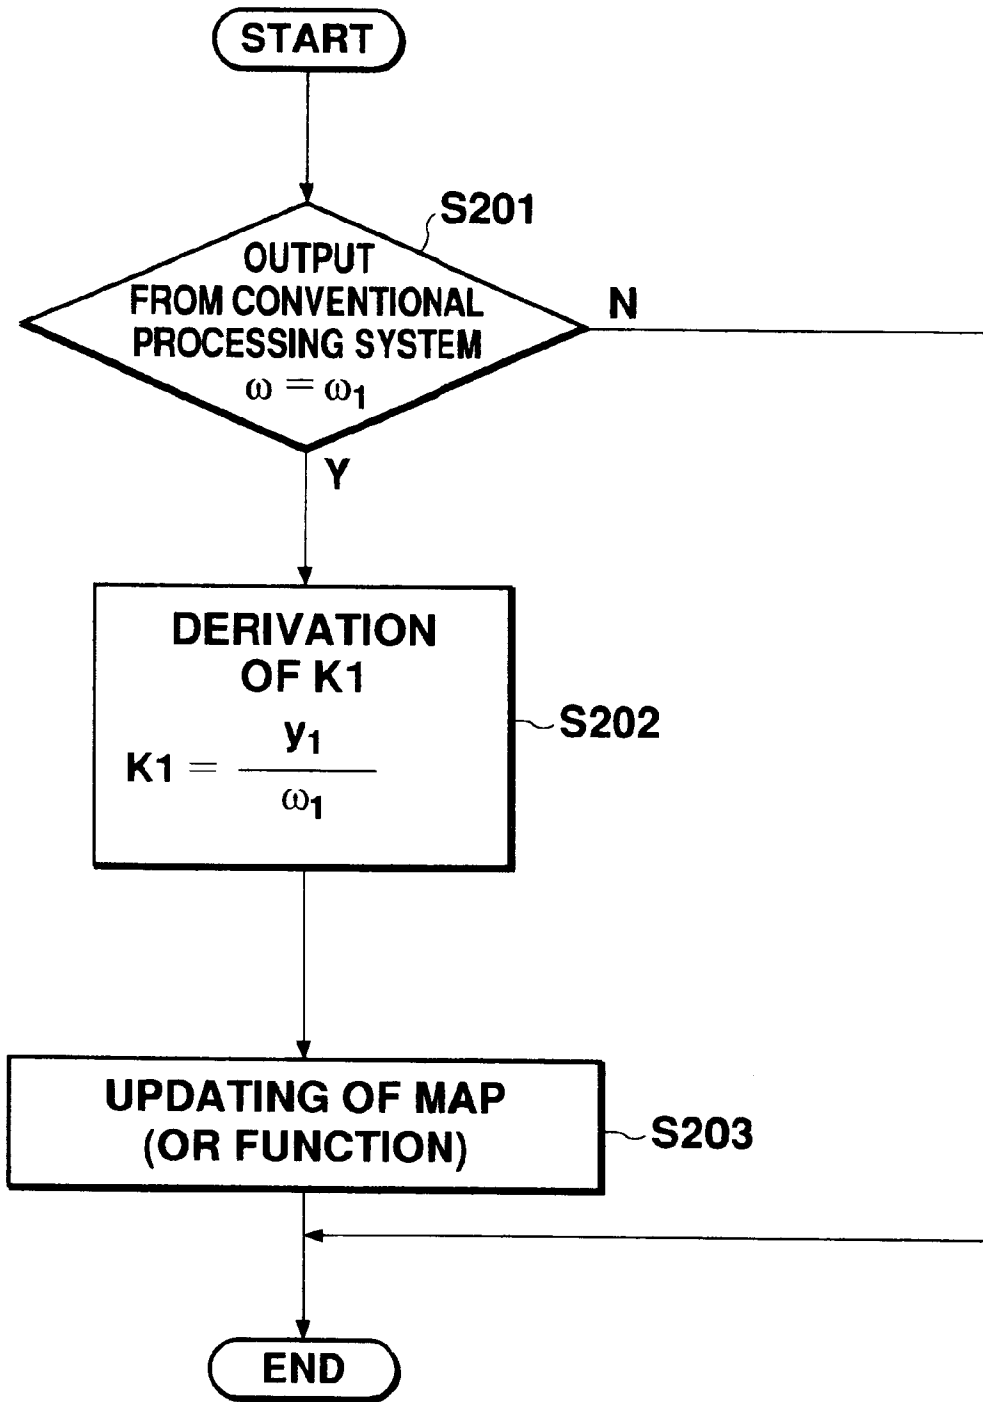 START
S201
OUTPUT
FROM CONVENTIONAL
PROCESSING SYSTEM
ω = ω1
N
Y
DERIVATION
OF K1
K1 = y1 / ω1
S202
UPDATING OF MAP
(OR FUNCTION)
S203
END